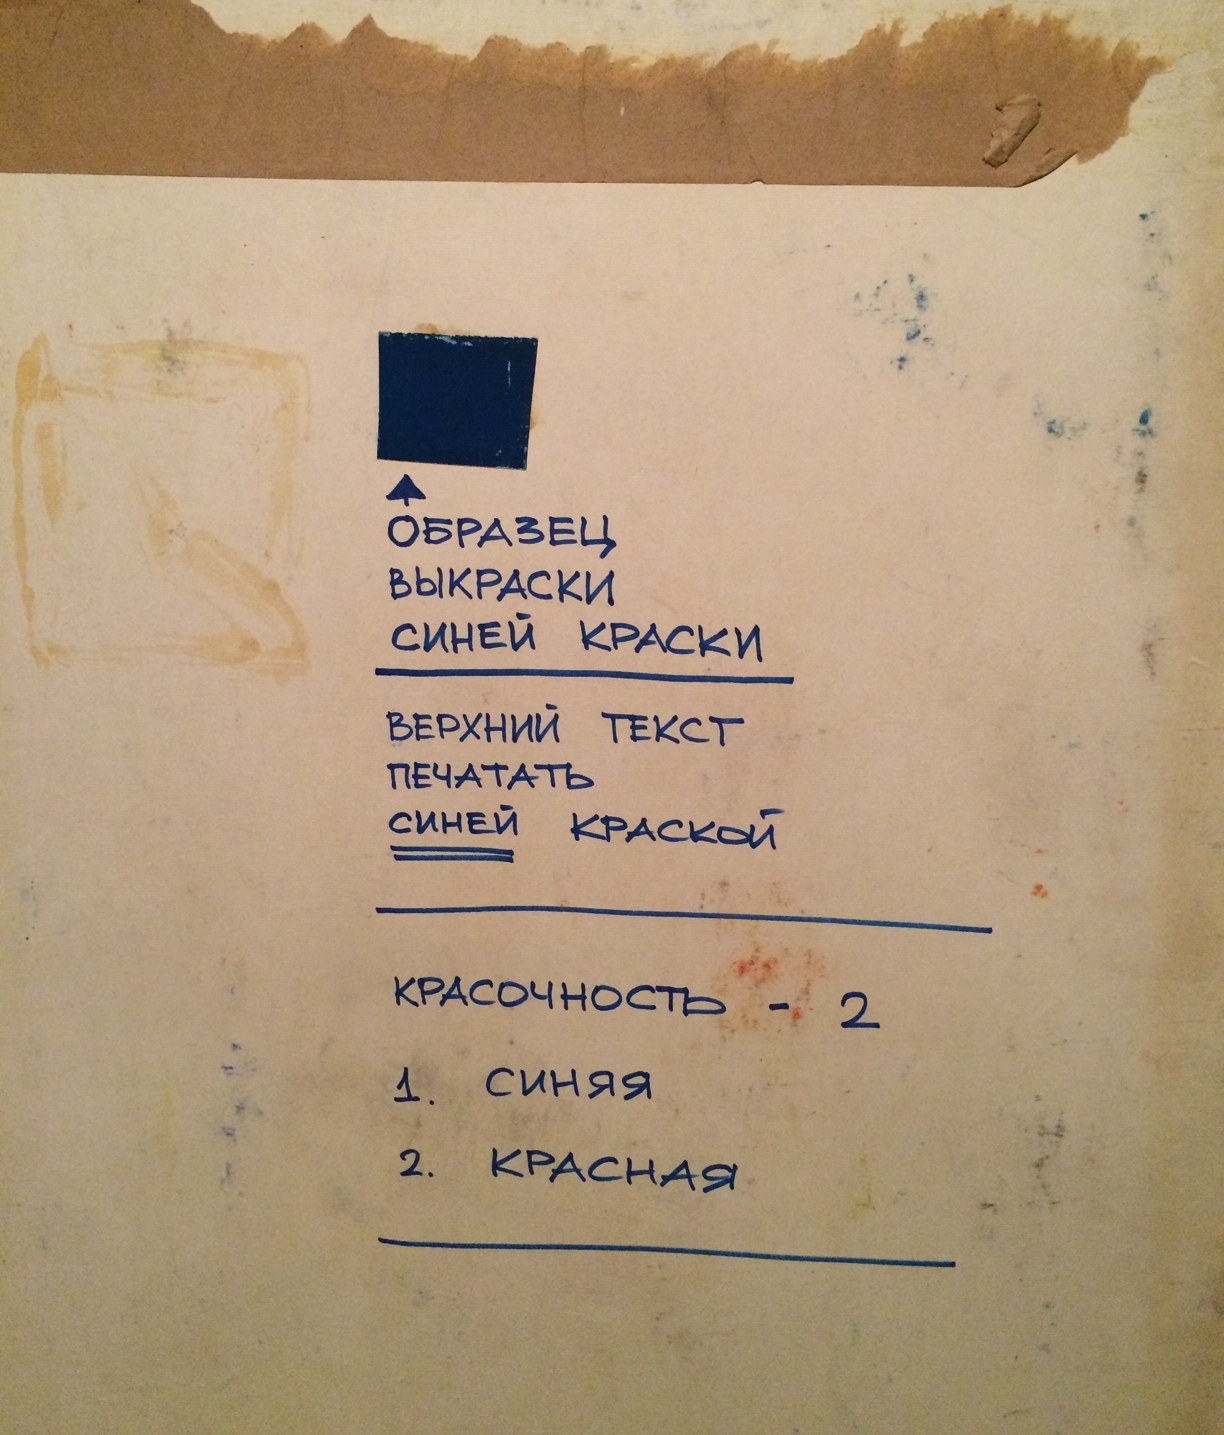 ОБРАЗЕЦ
ВЫКРАСКИ
СИНЕЙ КРАСКИ
ВЕРХНИЙ ТЕКСТ
ПЕЧАТАТЬ
СИНЕЙ КРАСКОЙ
КРАСОЧНОСТЬ - 2
1. СИНЯЯ
2. КРАСНАЯ